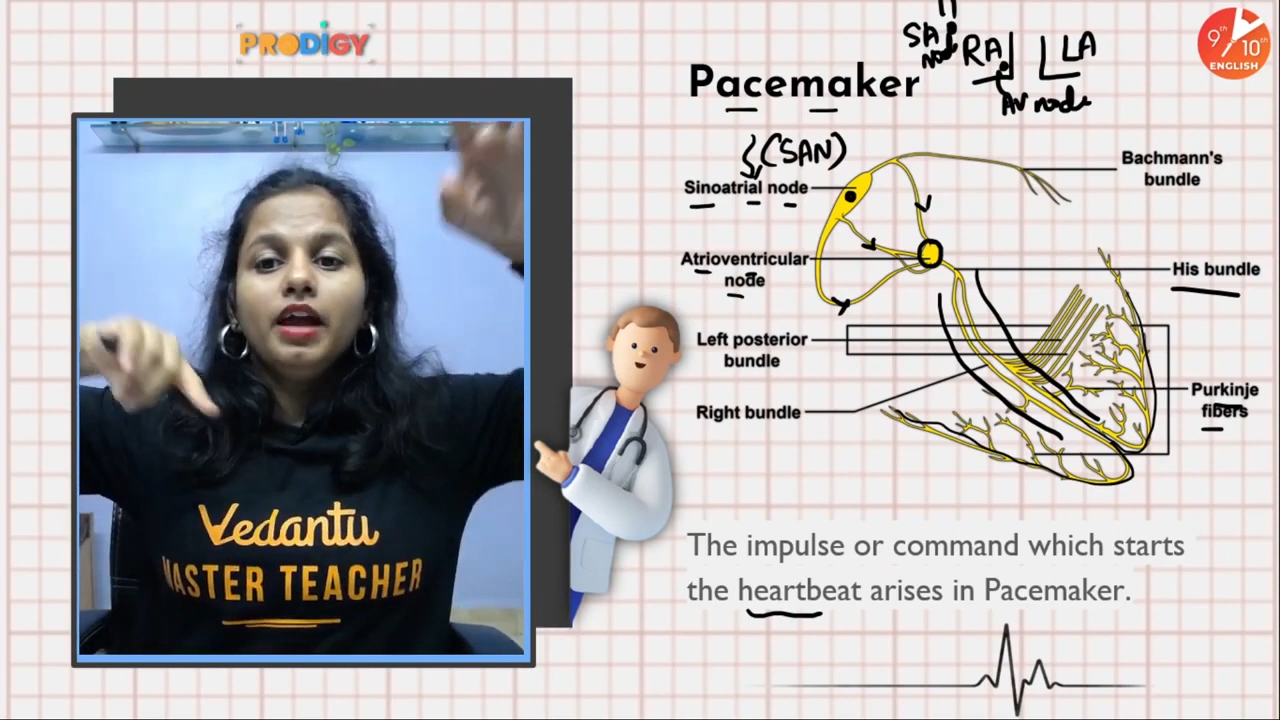 PRODIGY
Vedantu
MASTER TEACHER
SA
node
RA
LA
AV node
Pacemaker
(SAN)
Sinoatrial node
Atrioventricular
node
Left posterior
bundle
Right bundle
Bachmann's
bundle
His bundle
Purkinje
fibers
The impulse or command which starts
the heartbeat arises in Pacemaker.
9th
10th
ENGLISH